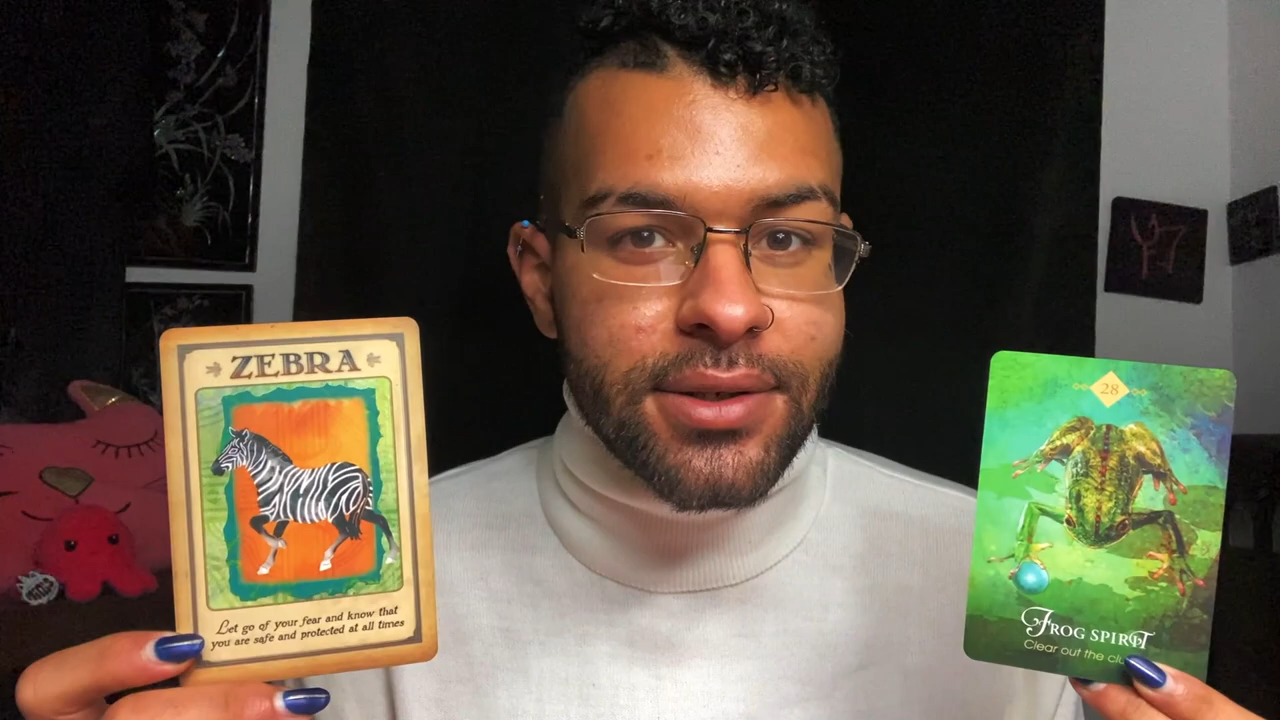 ZEBRA
Let go of your fear and know that
you are safe and protected at all times
28
FROG SPIRIT
Clear out the